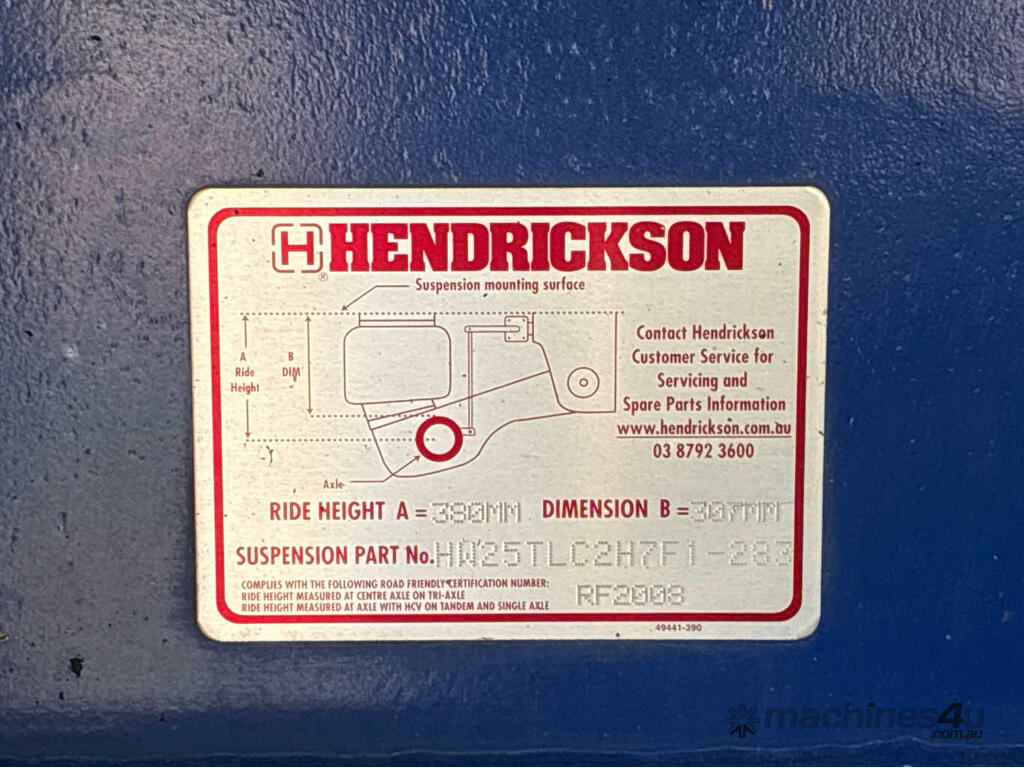 H HENDRICKSON
®
Suspension mounting surface
A
Ride
Height
B
DIM
Axle
Contact Hendrickson
Customer Service for
Servicing and
Spare Parts Information
www.hendrickson.com.au
03 8792 3600
RIDE HEIGHT A = 380MM DIMENSION B = 307MM
SUSPENSION PART No. HW25TLC2H7F1-283
COMPLIES WITH THE FOLLOWING ROAD FRIENDLY CERTIFICATION NUMBER:
RIDE HEIGHT MEASURED AT CENTRE AXLE ON TRI-AXLE
RIDE HEIGHT MEASURED AT AXLE WITH HCV ON TANDEM AND SINGLE AXLE
RF2008
49441-390
machines4u
.com.au